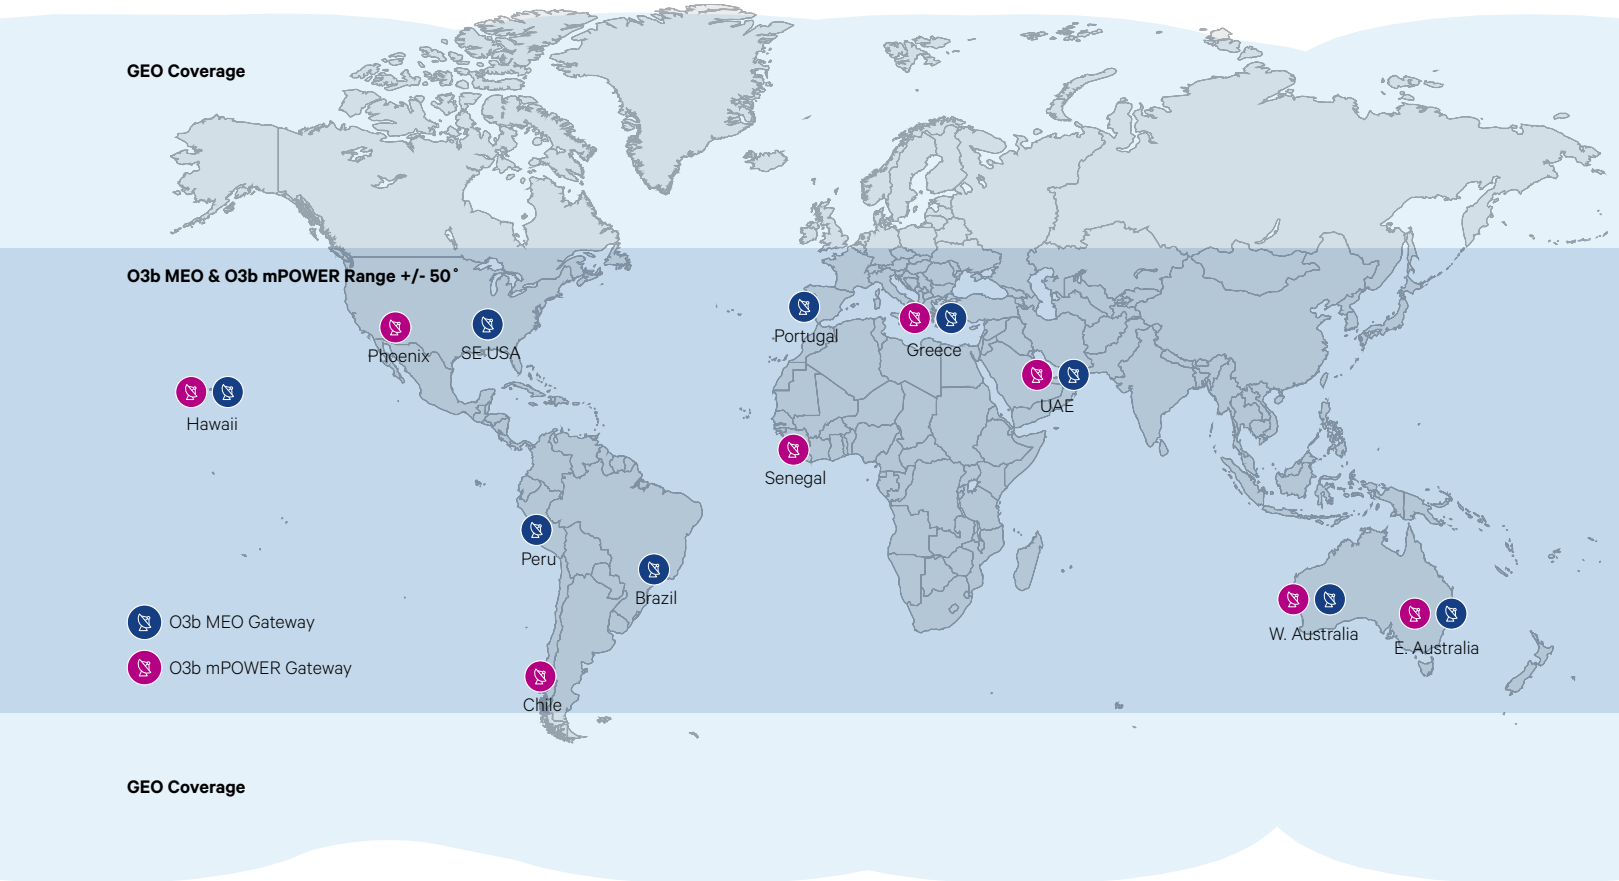 GEO Coverage
O3b MEO & O3b mPOWER Range +/- 50°
Phoenix
SE USA
Portugal
Greece
Hawaii
UAE
Senegal
Peru
Brazil
O3b MEO Gateway
W. Australia
E. Australia
O3b mPOWER Gateway
Chile
GEO Coverage